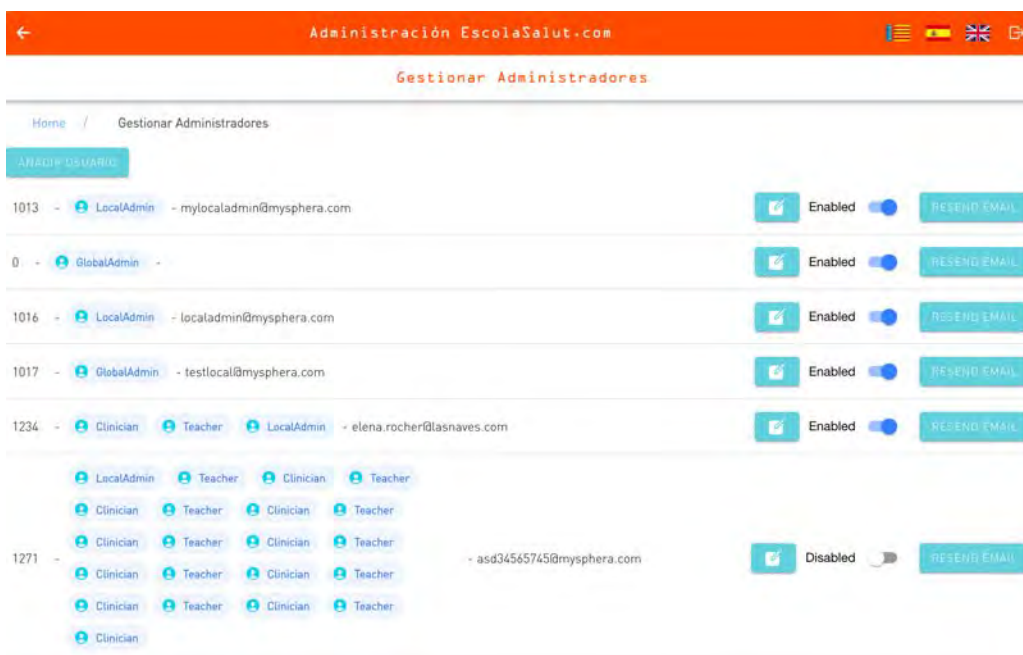 Administración EscolaSalut.com
Gestionar Administradores
Home / Gestionar Administradores
AÑADIR USUARIO
1013 - LocalAdmin - mylocaladmin@mysphera.com Enabled RESEND EMAIL
0 - GlobalAdmin - Enabled RESEND EMAIL
1016 - LocalAdmin - localadmin@mysphera.com Enabled RESEND EMAIL
1017 - GlobalAdmin - testlocal@mysphera.com Enabled RESEND EMAIL
1234 - Clinician Teacher LocalAdmin - elena.rocher@lasnaves.com Enabled RESEND EMAIL
LocalAdmin Teacher Clinician Teacher
Clinician Teacher Clinician Teacher
Clinician Teacher Clinician Teacher
1271 - - asd34565745@mysphera.com Disabled RESEND EMAIL
Clinician Teacher Clinician Teacher
Clinician Teacher Clinician Teacher
Clinician